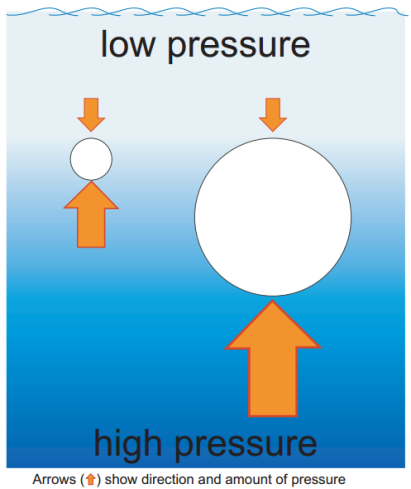 low pressure
high pressure
Arrows (⬆) show direction and amount of pressure